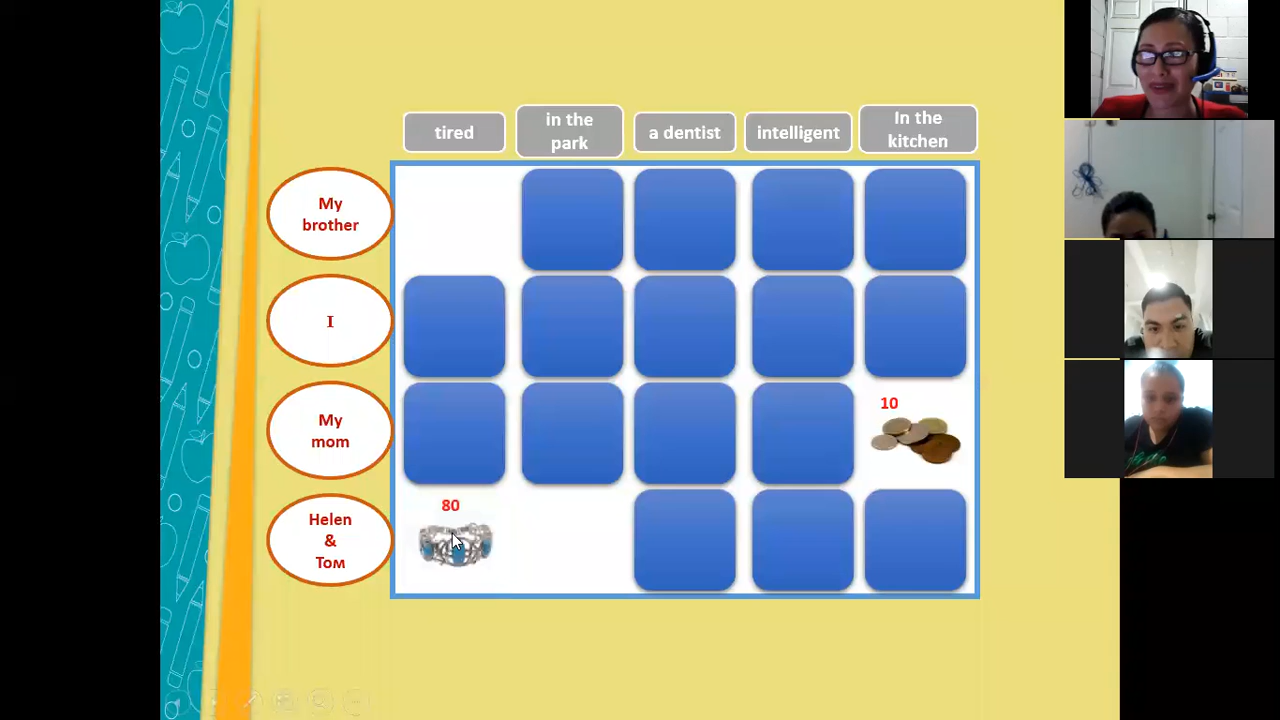 tired
in the
park
a dentist
intelligent
In the
kitchen
My
brother
I
My
mom
10
Helen
&
Tom
80